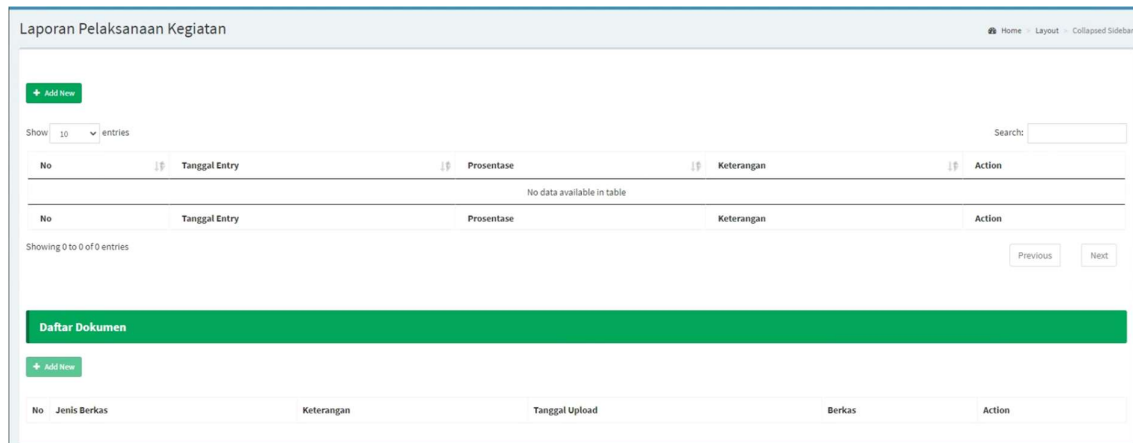 Laporan Pelaksanaan Kegiatan
Home > Layout > Collapsed Sidebar
+ Add New
Show 10 entries
Search:
No Tanggal Entry Prosentase Keterangan Action
No data available in table
No Tanggal Entry Prosentase Keterangan Action
Showing 0 to 0 of 0 entries
Previous Next
Daftar Dokumen
+ Add New
No Jenis Berkas Keterangan Tanggal Upload Berkas Action